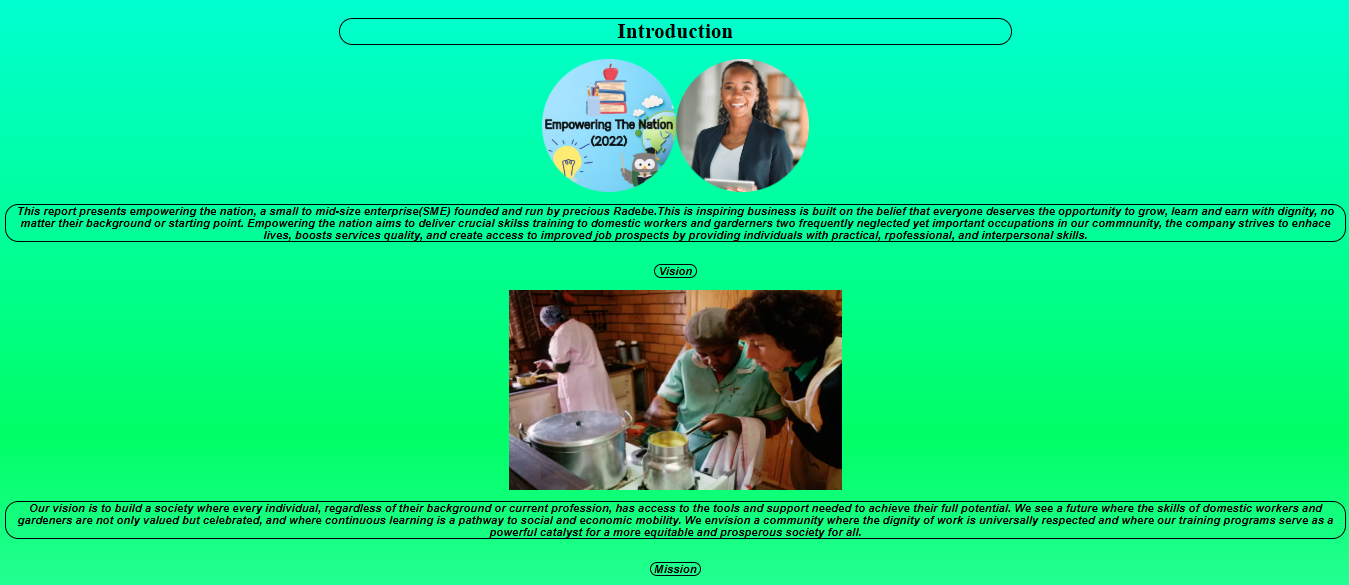 Introduction
Empowering The Nation
(2022)
This report presents empowering the nation, a small to mid-size enterprise(SME) founded and run by precious Radebe.This is inspiring business is built on the belief that everyone deserves the opportunity to grow, learn and earn with dignity, no
matter their background or starting point. Empowering the nation aims to deliver crucial skilss training to domestic workers and garderners two frequently neglected yet important occupations in our commnunity, the company strives to enhace
lives, boosts services quality, and create access to improved job prospects by providing individuals with practical, rpofessional, and interpersonal skills.
Vision
Our vision is to build a society where every individual, regardless of their background or current profession, has access to the tools and support needed to achieve their full potential. We see a future where the skills of domestic workers and
gardeners are not only valued but celebrated, and where continuous learning is a pathway to social and economic mobility. We envision a community where the dignity of work is universally respected and where our training programs serve as a
powerful catalyst for a more equitable and prosperous society for all.
Mission